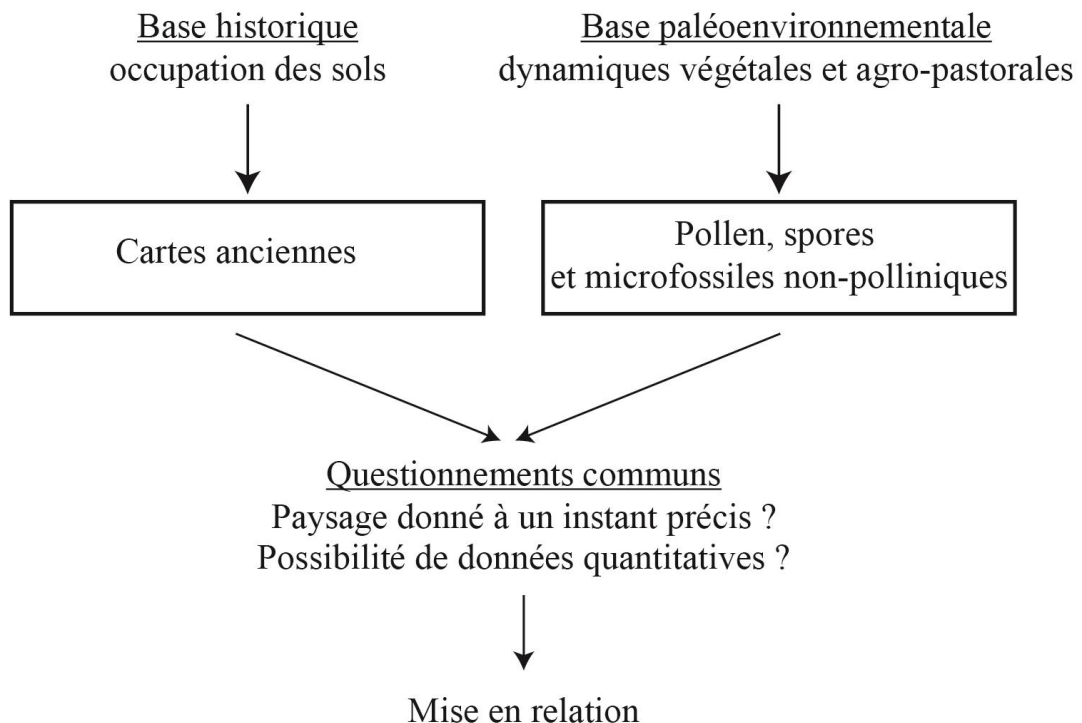 Base historique
occupation des sols
Base paléoenvironnementale
dynamiques végétales et agro-pastorales
Cartes anciennes
Pollen, spores
et microfossiles non-polliniques
Questionnements communs
Paysage donné à un instant précis ?
Possibilité de données quantitatives ?
Mise en relation